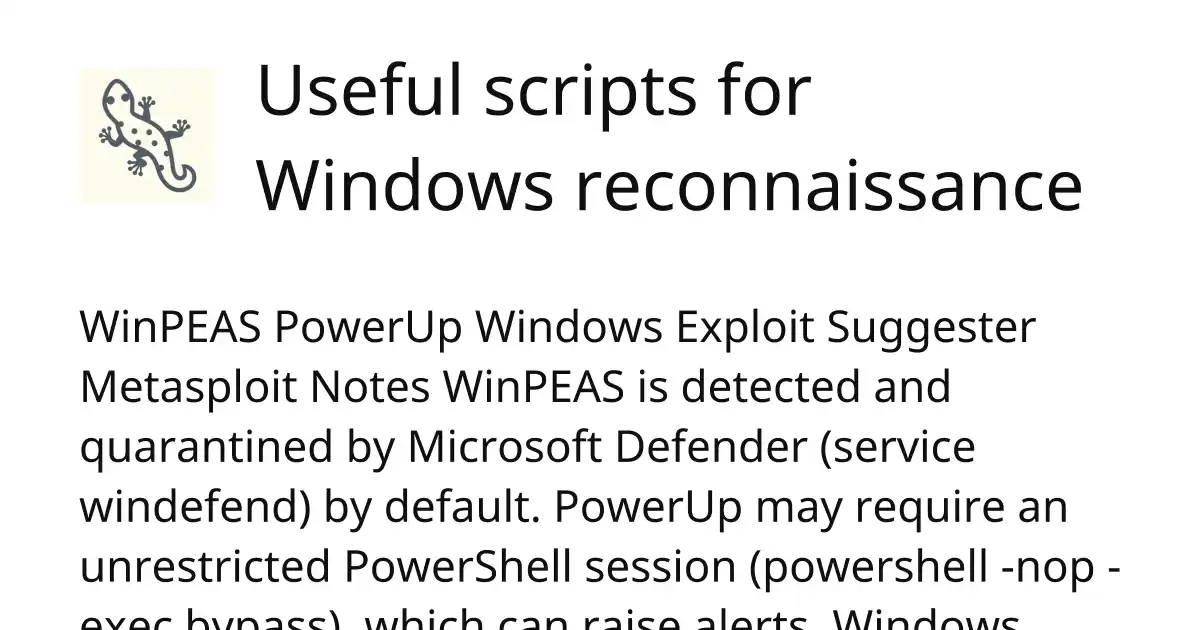 Useful scripts for
Windows reconnaissance
WinPEAS PowerUp Windows Exploit Suggester
Metasploit Notes WinPEAS is detected and
quarantined by Microsoft Defender (service
windefend) by default. PowerUp may require an
unrestricted PowerShell session (powershell -nop -
exec bypass), which can raise alerts. Windows